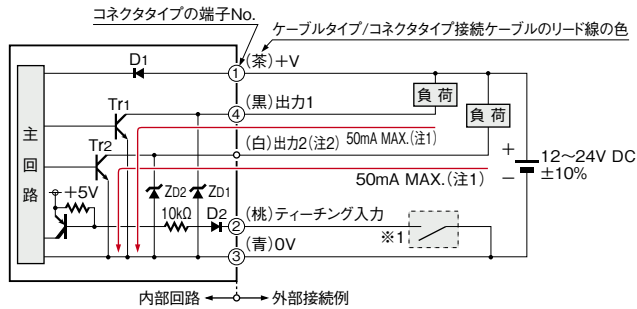 コネクタタイプの端子No.
ケーブルタイプ/コネクタタイプ接続ケーブルのリード線の色
D1
① (茶)+V
Tr1
④ (黒)出力1
負荷
負荷
主回路
Tr2
(白)出力2(注2) 50mA MAX.(注1)
50mA MAX.(注1)
+
−
12〜24V DC
±10%
+5V
ZD2
ZD1
10kΩ
D2
② (桃)ティーチング入力
※1
③ (青)0V
内部回路
外部接続例